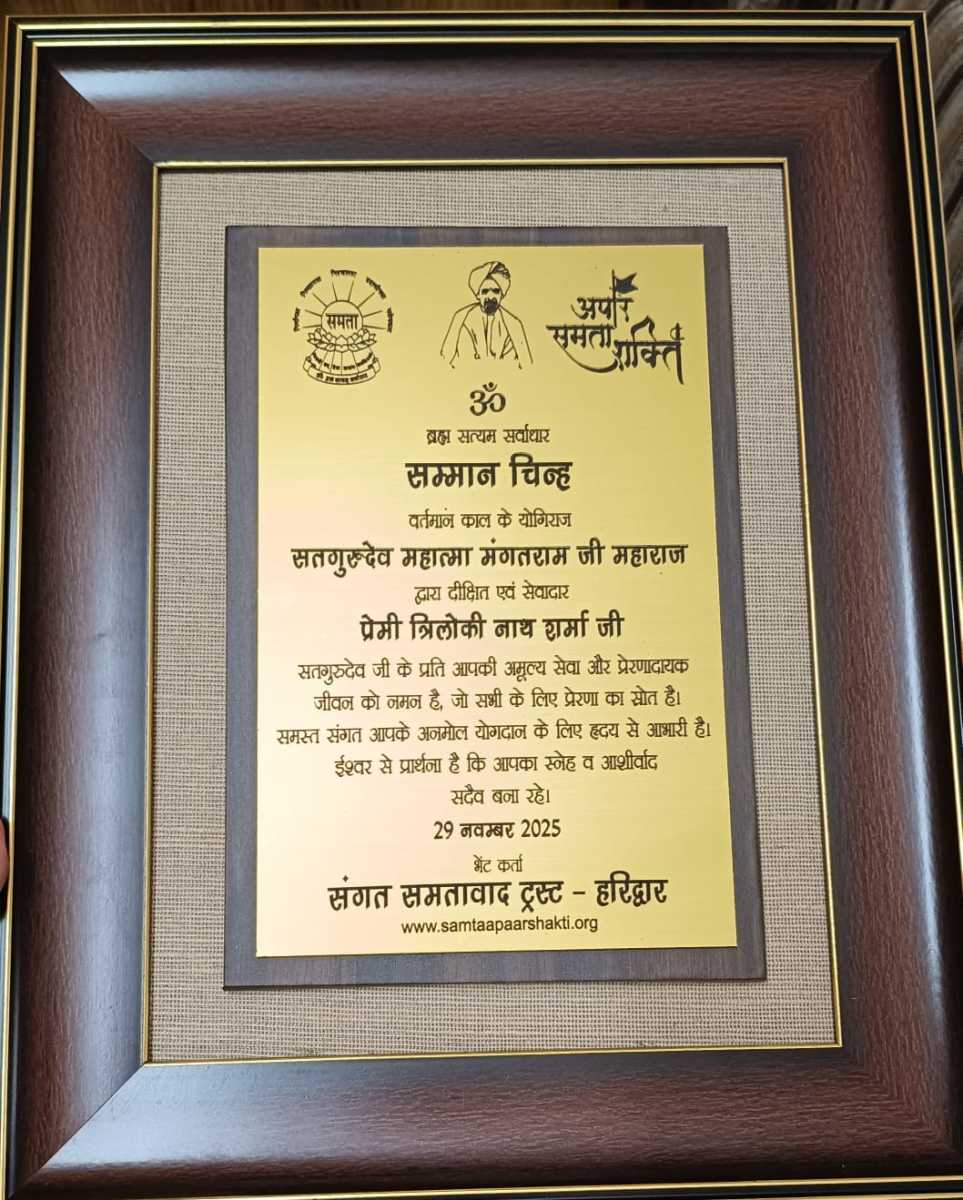 समता
अपार
समता
शक्ति
ॐ
ब्रह्म सत्यम सर्वाधार
सम्मान चिन्ह
वर्तमान काल के योगिराज
सतगुरूदेव महात्मा मंगतराम जी महाराज
द्वारा दीक्षित एवं सेवादार
प्रेमी त्रिलोकी नाथ शर्मा जी
सतगुरुदेव जी के प्रति आपकी अमूल्य सेवा और प्रेरणादायक
जीवन को नमन है, जो सभी के लिए प्रेरणा का स्रोत है।
समस्त संगत आपके अनमोल योगदान के लिए हृदय से आभारी है।
ईश्वर से प्रार्थना है कि आपका स्नेह व आशीर्वाद
सदैव बना रहे।
29 नवम्बर 2025
भेंट कर्ता
संगत समतावाद ट्रस्ट - हरिद्वार
www.samtaapaarshakti.org